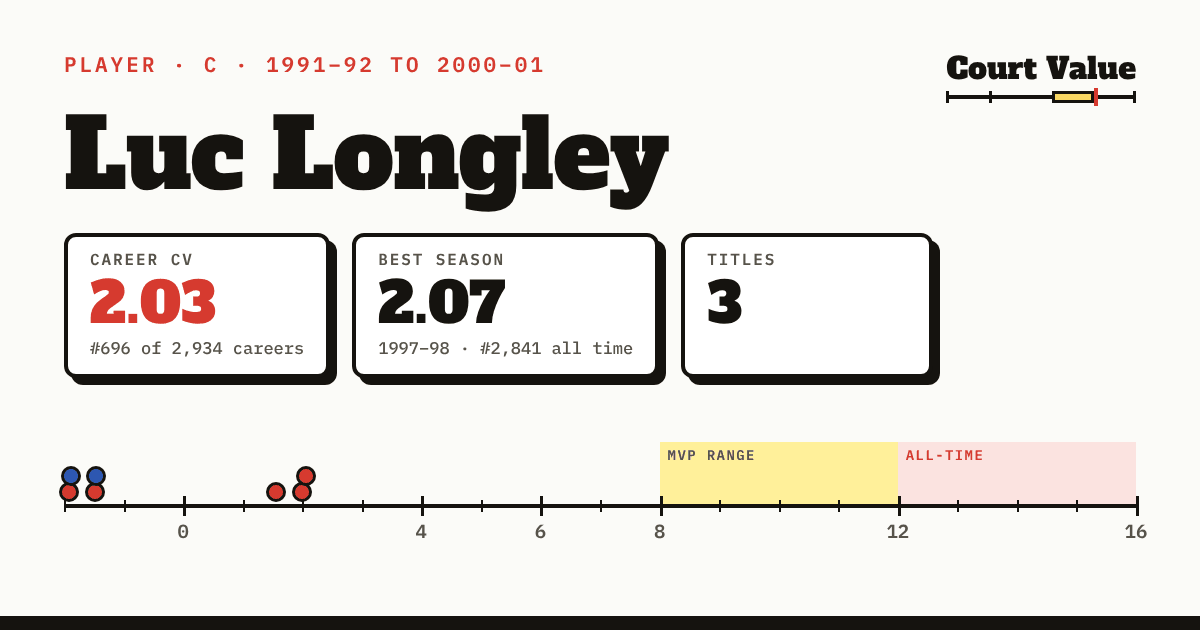 PLAYER · C · 1991–92 TO 2000–01
Court Value
Luc Longley
CAREER CV
2.03
#696 of 2,934 careers
BEST SEASON
2.07
1997–98 · #2,841 all time
TITLES
3
MVP RANGE
ALL-TIME
0 4 6 8 12 16